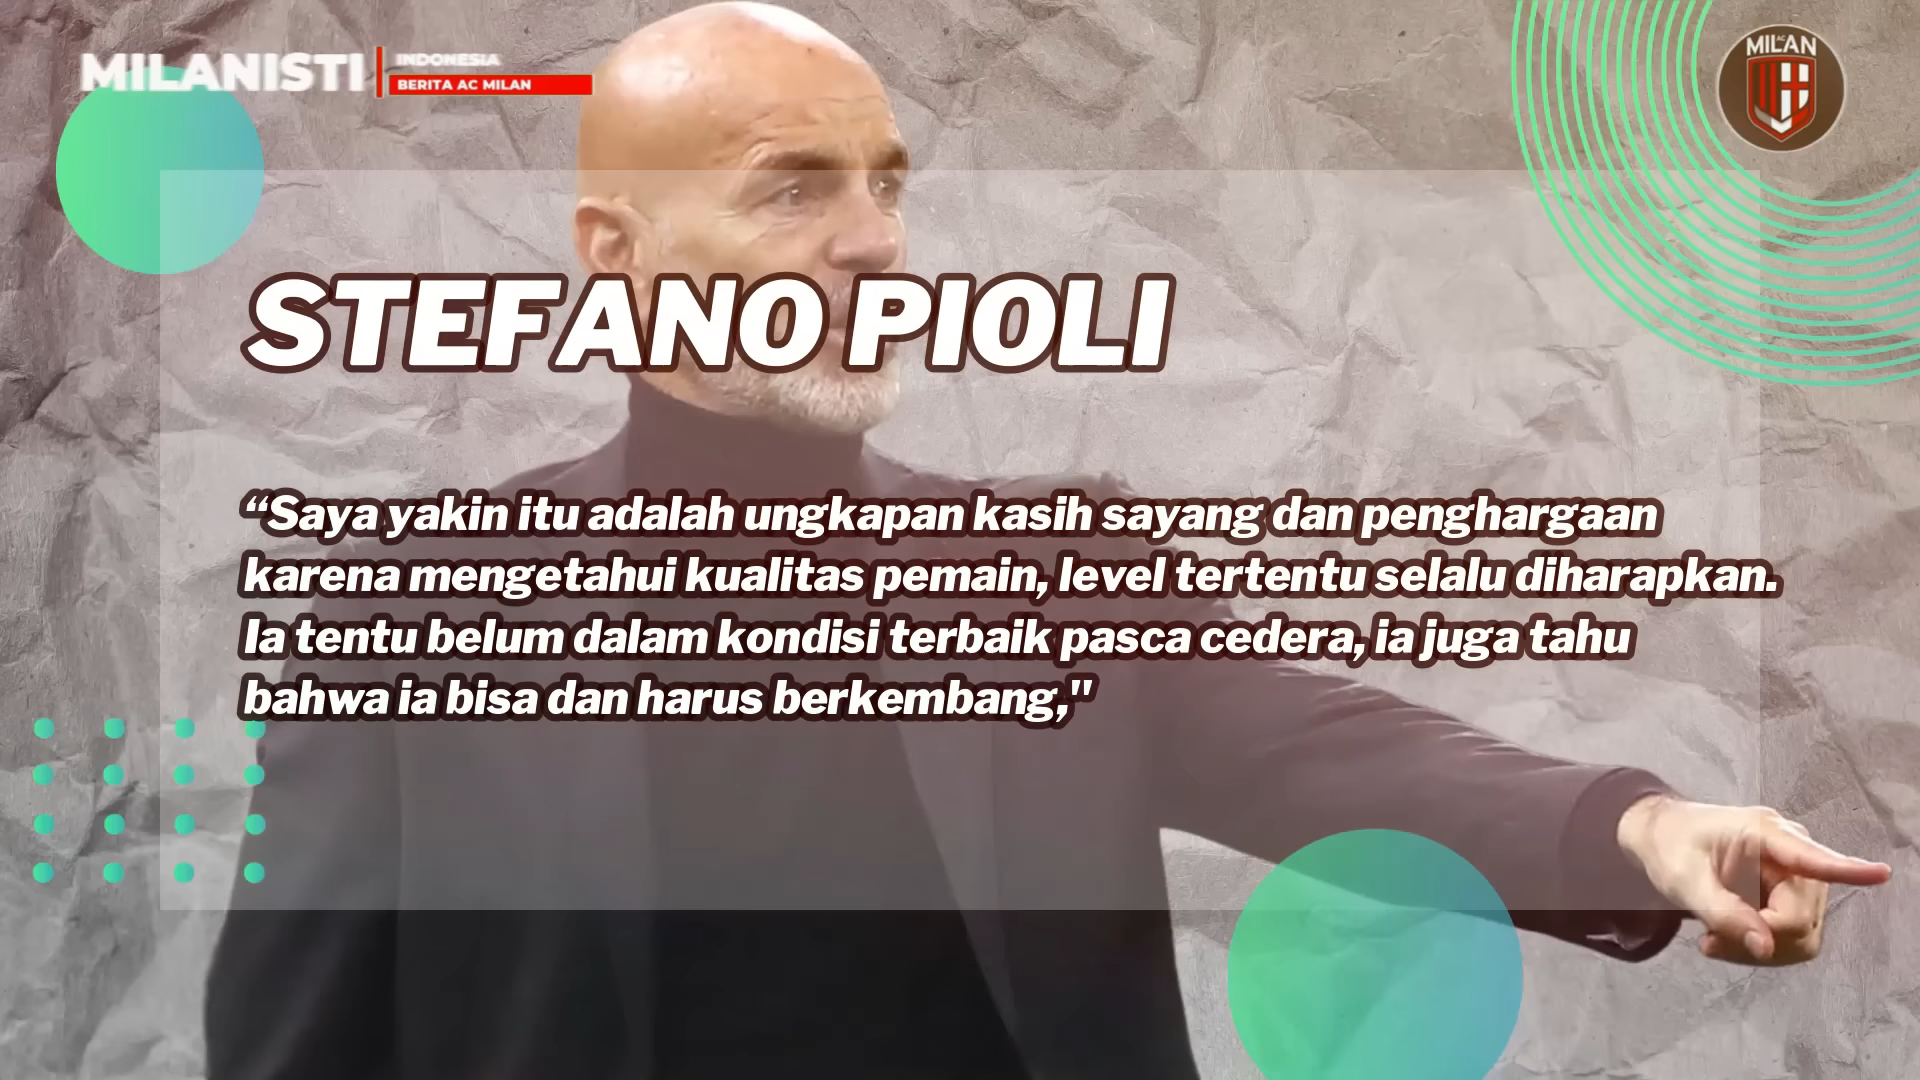 MILANISTI
INDONESIA
BERITA AC MILAN
AC
MILAN
STEFANO PIOLI
“Saya yakin itu adalah ungkapan kasih sayang dan penghargaan
karena mengetahui kualitas pemain, level tertentu selalu diharapkan.
Ia tentu belum dalam kondisi terbaik pasca cedera, ia juga tahu
bahwa ia bisa dan harus berkembang,"